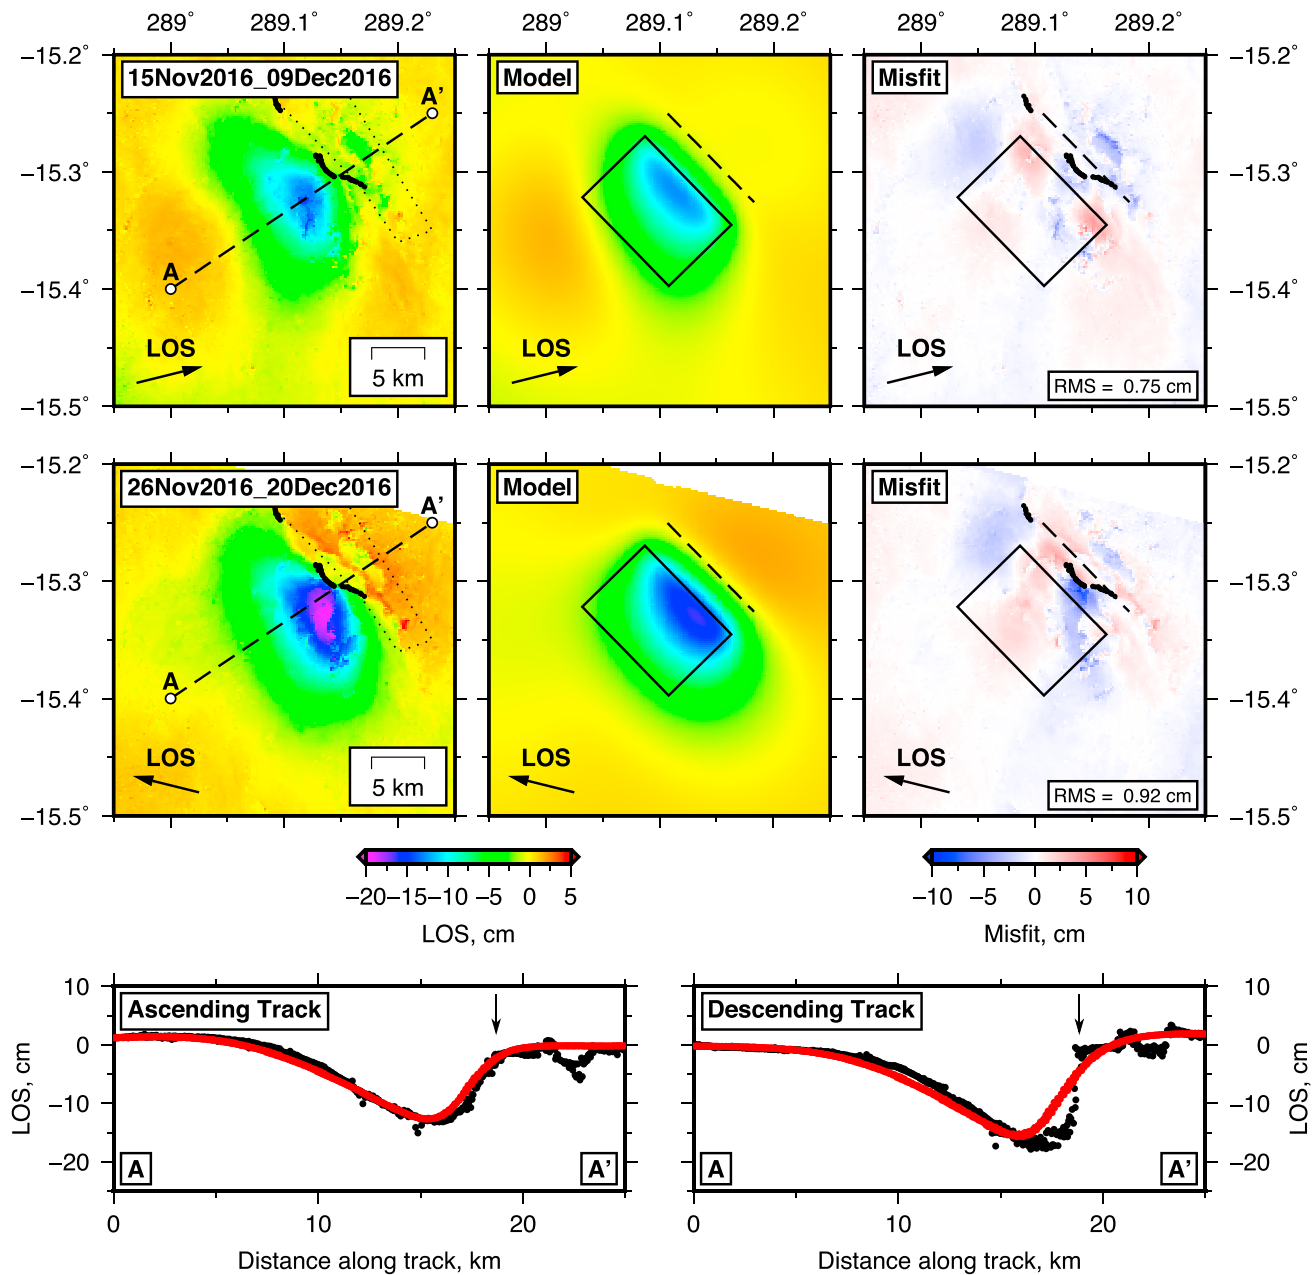 289° 289.1° 289.2° 289° 289.1° 289.2° 289° 289.1° 289.2°
−15.2° −15.2°
15Nov2016_09Dec2016 Model Misfit
A'
−15.3° −15.3°
A
−15.4° −15.4°
LOS LOS LOS
5 km RMS = 0.75 cm
−15.5° −15.5°
−15.2° −15.2°
26Nov2016_20Dec2016 Model Misfit
A'
−15.3° −15.3°
A
−15.4° −15.4°
LOS LOS LOS
5 km RMS = 0.92 cm
−15.5° −15.5°
−20 −15 −10 −5 0 5 −10 −5 0 5 10
LOS, cm Misfit, cm
10 10
Ascending Track Descending Track
0 0
LOS, cm LOS, cm
−10 −10
−20 −20
A A' A A'
0 10 20 0 10 20
Distance along track, km Distance along track, km